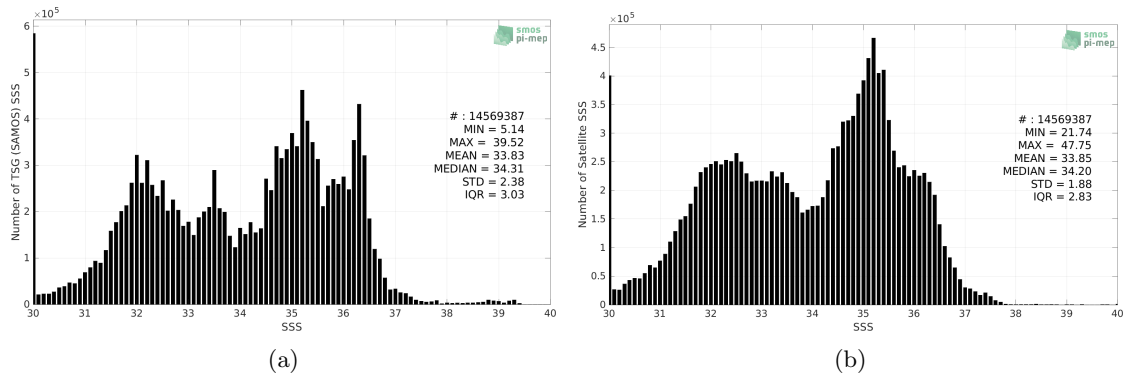 ×10^5
6
5
4
3
2
1
0
Number of TSG (SAMOS) SSS
smos
pi-mep
# : 14569387
MIN = 5.14
MAX = 39.52
MEAN = 33.83
MEDIAN = 34.31
STD = 2.38
IQR = 3.03
30 31 32 33 34 35 36 37 38 39 40
SSS
(a)
×10^5
4.5
4
3.5
3
2.5
2
1.5
1
0.5
0
Number of Satellite SSS
smos
pi-mep
# : 14569387
MIN = 21.74
MAX = 47.75
MEAN = 33.85
MEDIAN = 34.20
STD = 1.88
IQR = 2.83
30 31 32 33 34 35 36 37 38 39 40
SSS
(b)